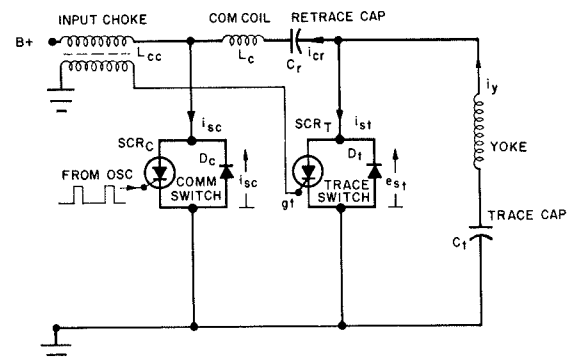 INPUT CHOKE
COM COIL
RETRACE CAP
B+
Lcc
Lc
Cr
icr
iy
isc
ist
SCRC
SCRT
Dc
Dt
YOKE
FROM OSC
COMM
SWITCH
isc
TRACE
SWITCH
est
gt
TRACE CAP
Ct